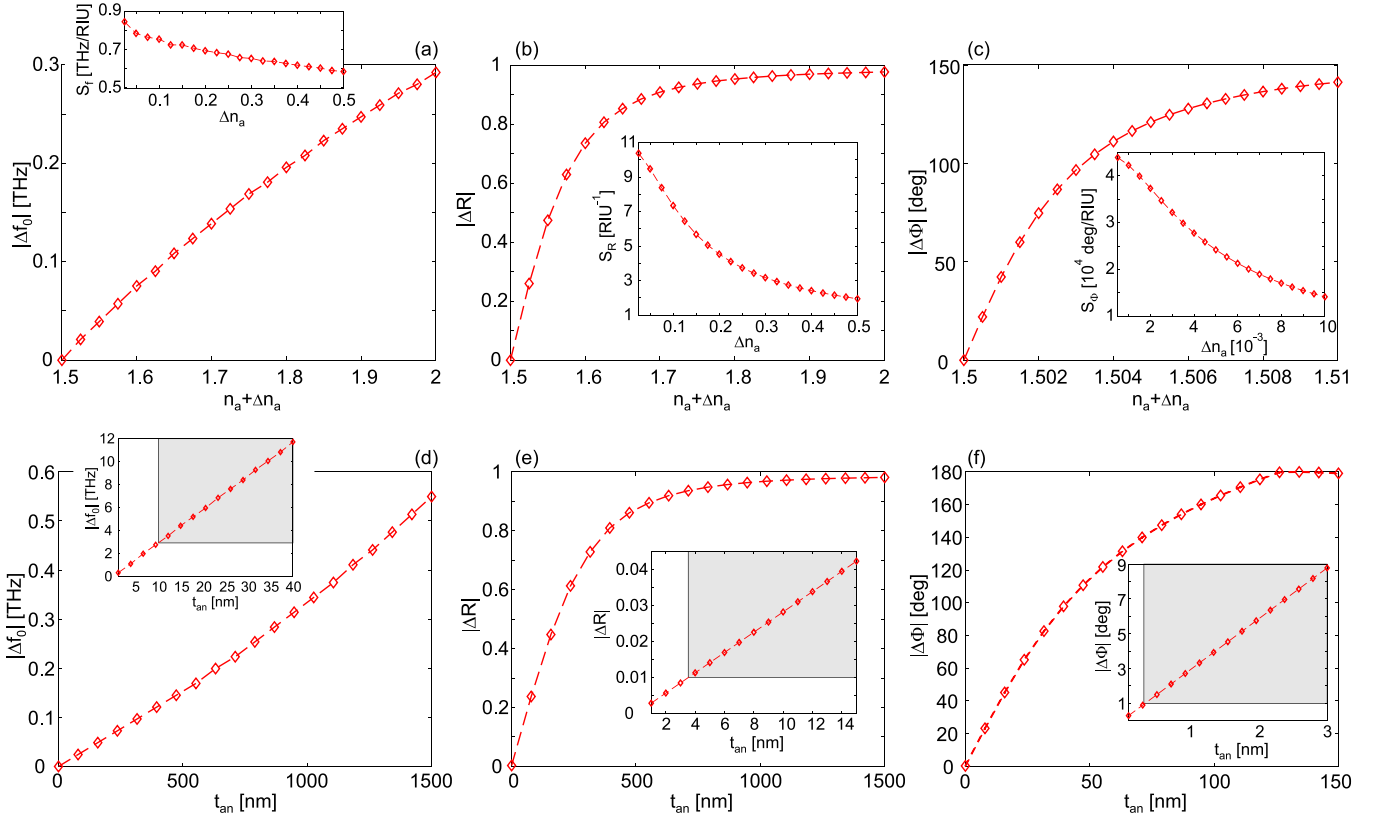 (a)
S_f [THz/RIU]
0.9
0.7
0.5
0.1 0.2 0.3 0.4 0.5
Δn_a
|Δf_0| [THz]
0.3
0.2
0.1
0
1.5 1.6 1.7 1.8 1.9 2
n_a+Δn_a
(b)
|ΔR|
1
0.8
0.6
0.4
0.2
0
1.5 1.6 1.7 1.8 1.9 2
n_a+Δn_a
S_R [RIU^-1]
11
9
7
5
3
1
0.1 0.2 0.3 0.4 0.5
Δn_a
(c)
|ΔΦ| [deg]
150
100
50
0
1.5 1.502 1.504 1.506 1.508 1.51
n_a+Δn_a
S_Φ [10^4 deg/RIU]
4
3
2
1
2 4 6 8 10
Δn_a [10^-3]
(d)
|Δf_0| [THz]
12
10
8
6
4
2
0
5 10 15 20 25 30 35 40
t_an [nm]
|Δf_0| [THz]
0.6
0.5
0.4
0.3
0.2
0.1
0
0 500 1000 1500
t_an [nm]
(e)
|ΔR|
1
0.8
0.6
0.4
0.2
0
0 500 1000 1500
t_an [nm]
|ΔR|
0.04
0.03
0.02
0.01
0
2 4 6 8 10 12 14
t_an [nm]
(f)
|ΔΦ| [deg]
180
160
140
120
100
80
60
40
20
0
0 50 100 150
t_an [nm]
|ΔΦ| [deg]
9
7
5
3
1
1 2 3
t_an [nm]